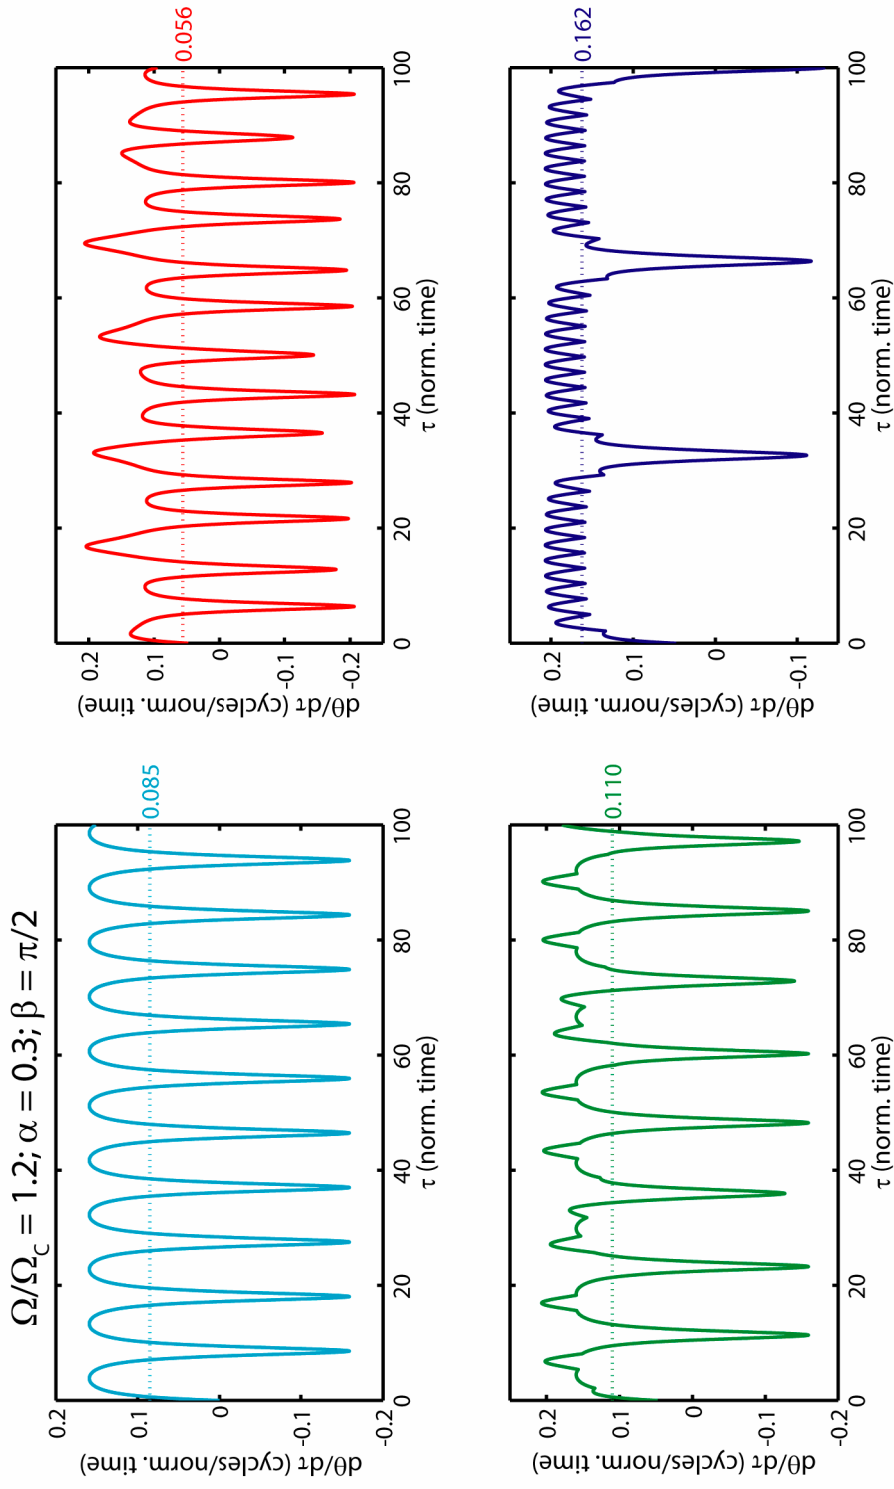 Ω/Ω_C = 1.2; α = 0.3; β = π/2
dθ/dτ (cycles/norm. time)
0.2
0.1
0
-0.1
-0.2
0.085
0 20 40 60 80 100
τ (norm. time)
dθ/dτ (cycles/norm. time)
0.2
0.1
0
-0.1
-0.2
0.056
0 20 40 60 80 100
τ (norm. time)
dθ/dτ (cycles/norm. time)
0.2
0.1
0
-0.1
-0.2
0.110
0 20 40 60 80 100
τ (norm. time)
dθ/dτ (cycles/norm. time)
0.2
0.1
0
-0.1
0.162
0 20 40 60 80 100
τ (norm. time)